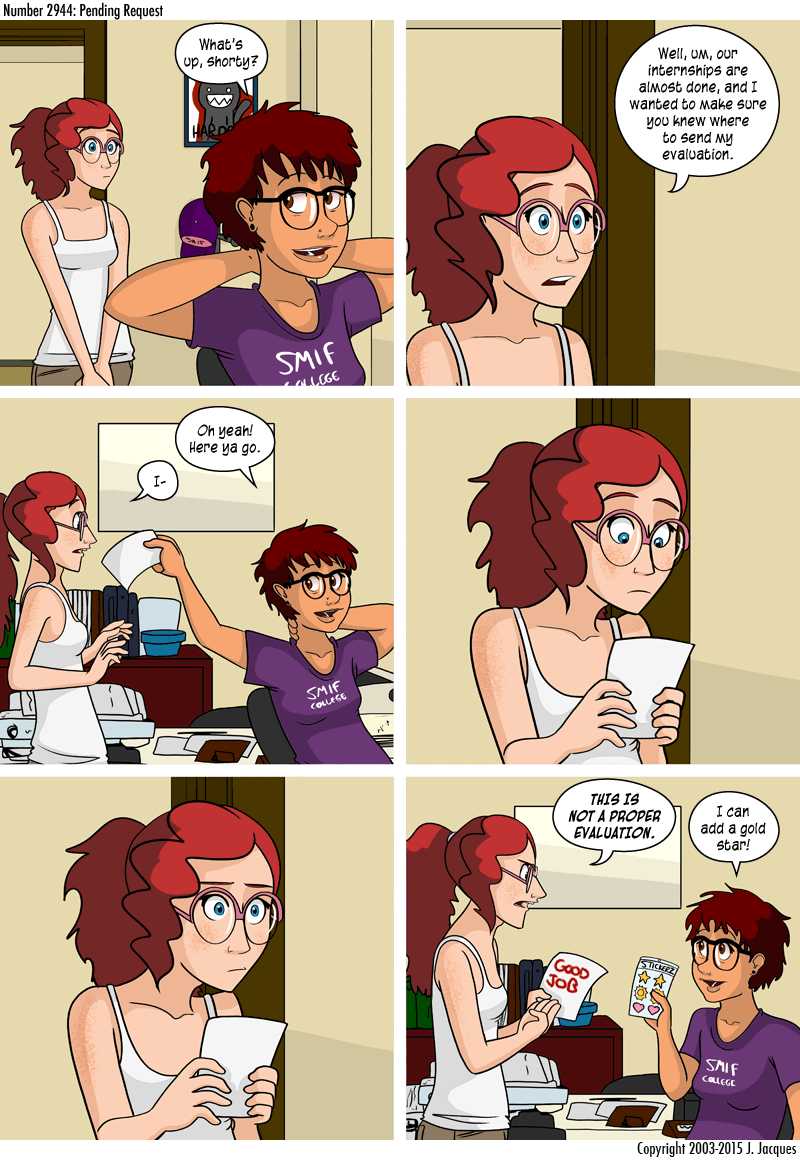 Number 2944: Pending Request
What's
up, shorty?
SMIF
SMIF
COLLEGE
Well, um, our
internships are
almost done, and I
wanted to make sure
you knew where
to send my
evaluation.
Oh yeah!
Here ya go.
I-
SMIF
COLLEGE
THIS IS
NOT A PROPER
EVALUATION.
I can
add a gold
star!
GOOD
JOB
STICKERZ
SMIF
COLLEGE
Copyright 2003-2015 J. Jacques